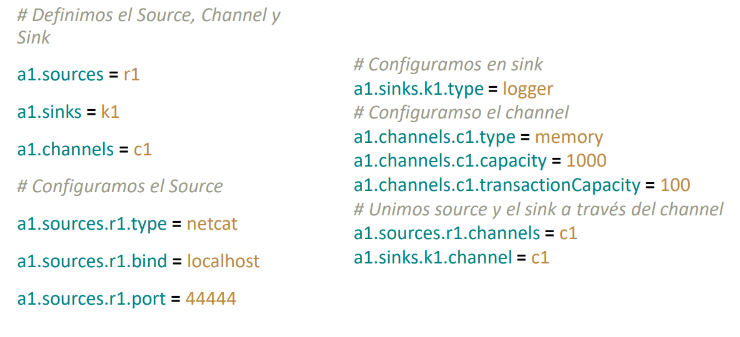 # Definimos el Source, Channel y
Sink
a1.sources = r1
a1.sinks = k1
a1.channels = c1
# Configuramos el Source
a1.sources.r1.type = netcat
a1.sources.r1.bind = localhost
a1.sources.r1.port = 44444
# Configuramos en sink
a1.sinks.k1.type = logger
# Configuramso el channel
a1.channels.c1.type = memory
a1.channels.c1.capacity = 1000
a1.channels.c1.transactionCapacity = 100
# Unimos source y el sink a través del channel
a1.sources.r1.channels = c1
a1.sinks.k1.channel = c1